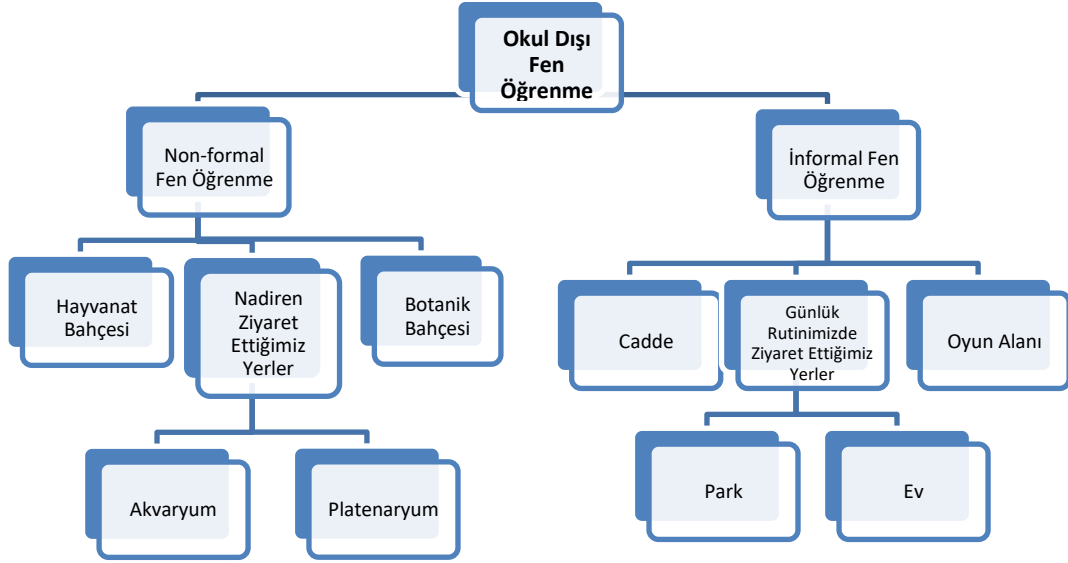 Okul Dışı
Fen
Öğrenme
Non-formal
Fen Öğrenme
İnformal Fen
Öğrenme
Hayvanat
Bahçesi
Nadiren
Ziyaret
Ettiğimiz
Yerler
Botanik
Bahçesi
Cadde
Günlük
Rutinimizde
Ziyaret Ettiğimiz
Yerler
Oyun Alanı
Akvaryum
Platenaryum
Park
Ev